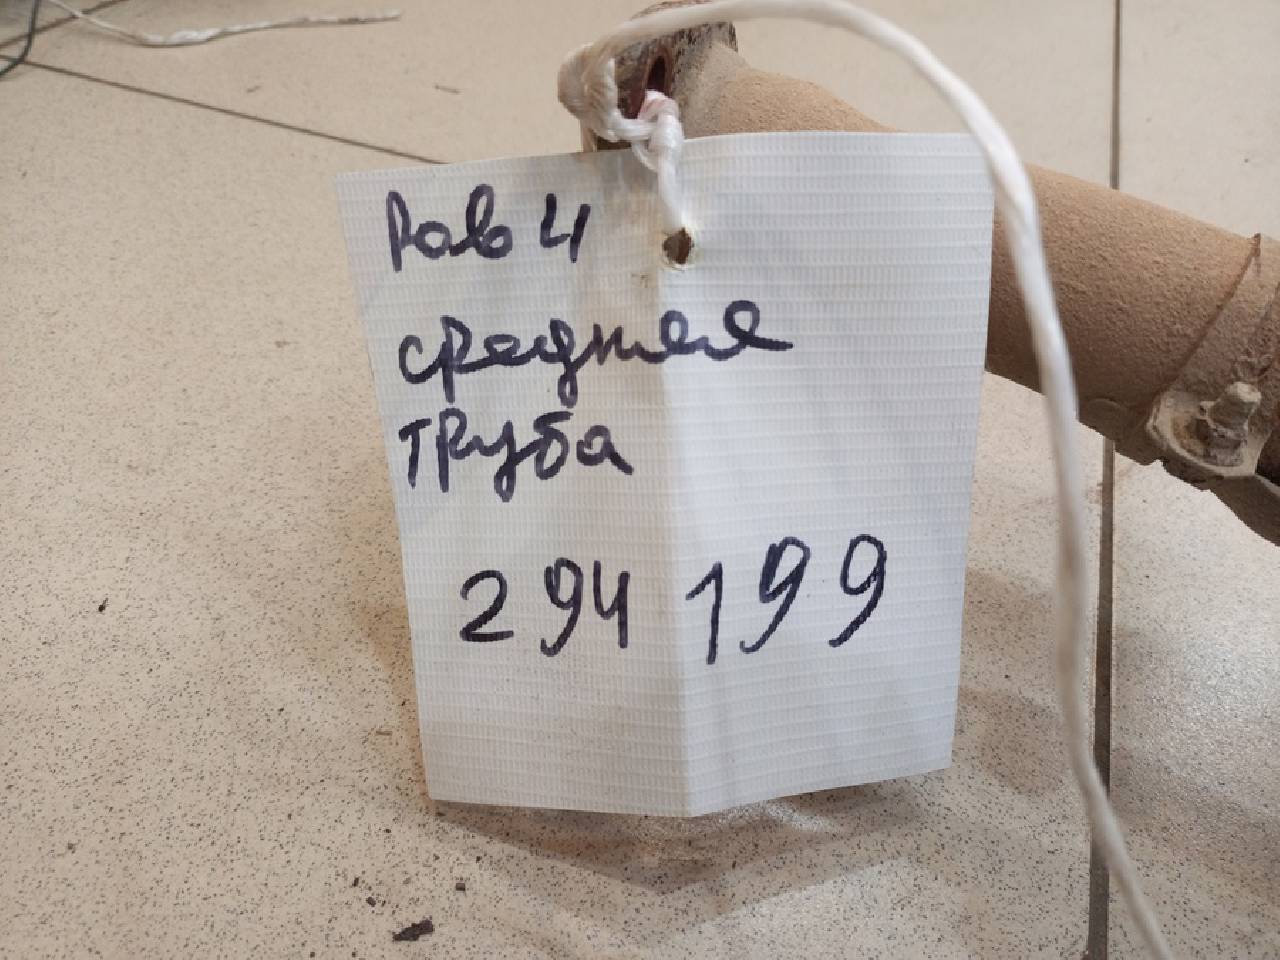 Рав 4
средняя
труба
294 199